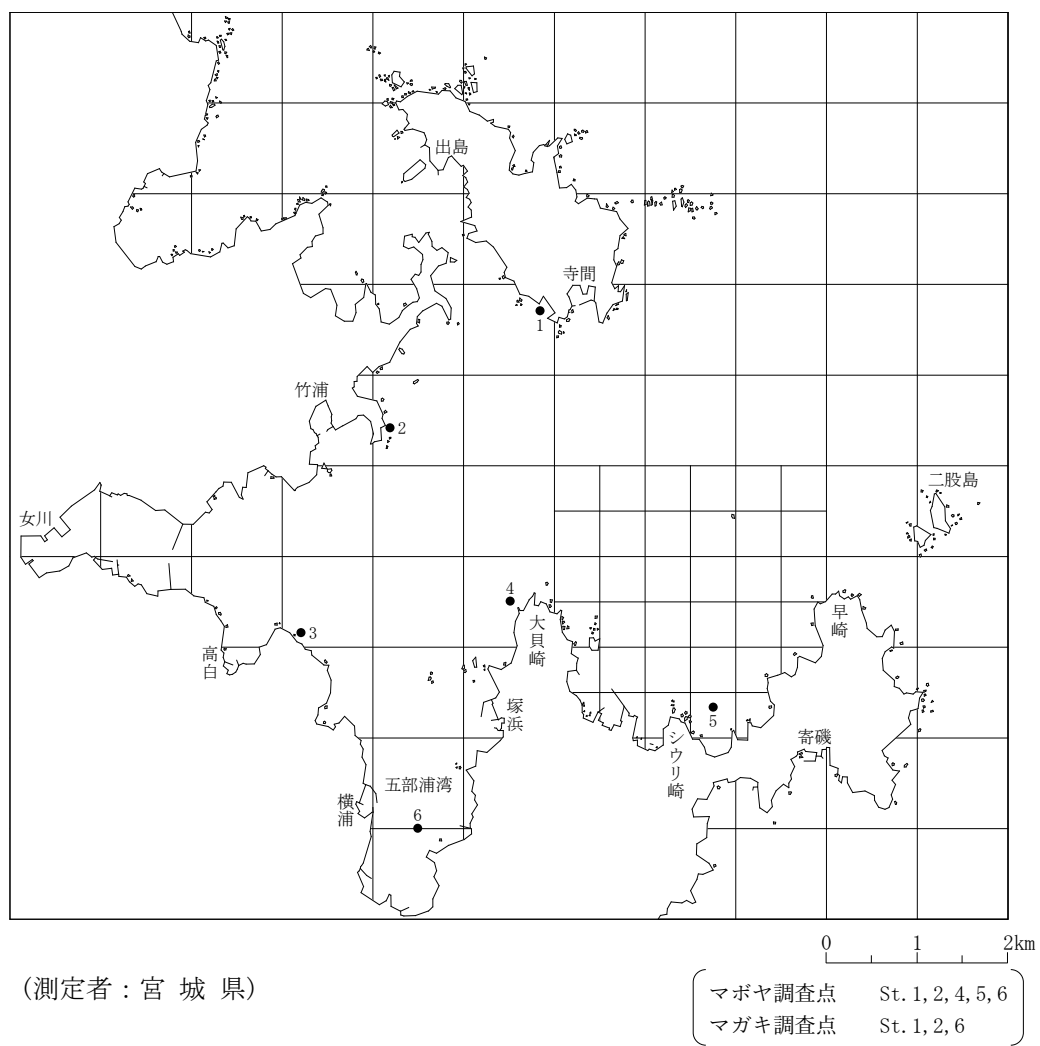 出島
寺間
1
竹浦
2
二股島
女川
4
3
大貝崎
早崎
高白
塚浜
5
シウリ崎
寄磯
五部浦湾
横浦
6
0 1 2km
(測定者:宮 城 県)
マボヤ調査点 St.1,2,4,5,6
マガキ調査点 St.1,2,6